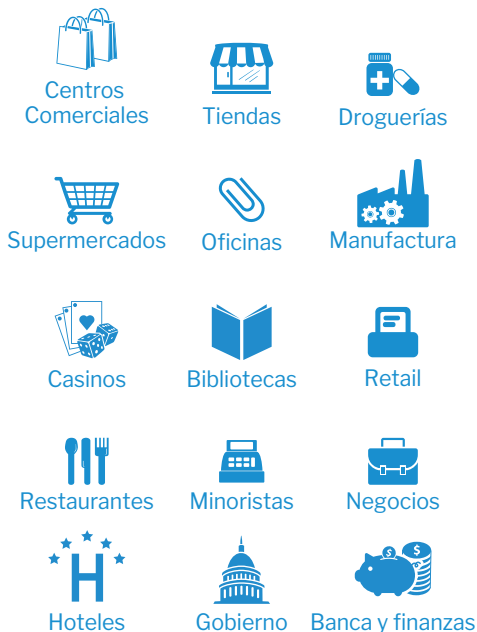 Centros
Comerciales
Tiendas
Droguerías
Supermercados
Oficinas
Manufactura
Casinos
Bibliotecas
Retail
Restaurantes
Minoristas
Negocios
H
$
$
Hoteles
Gobierno
Banca y finanzas